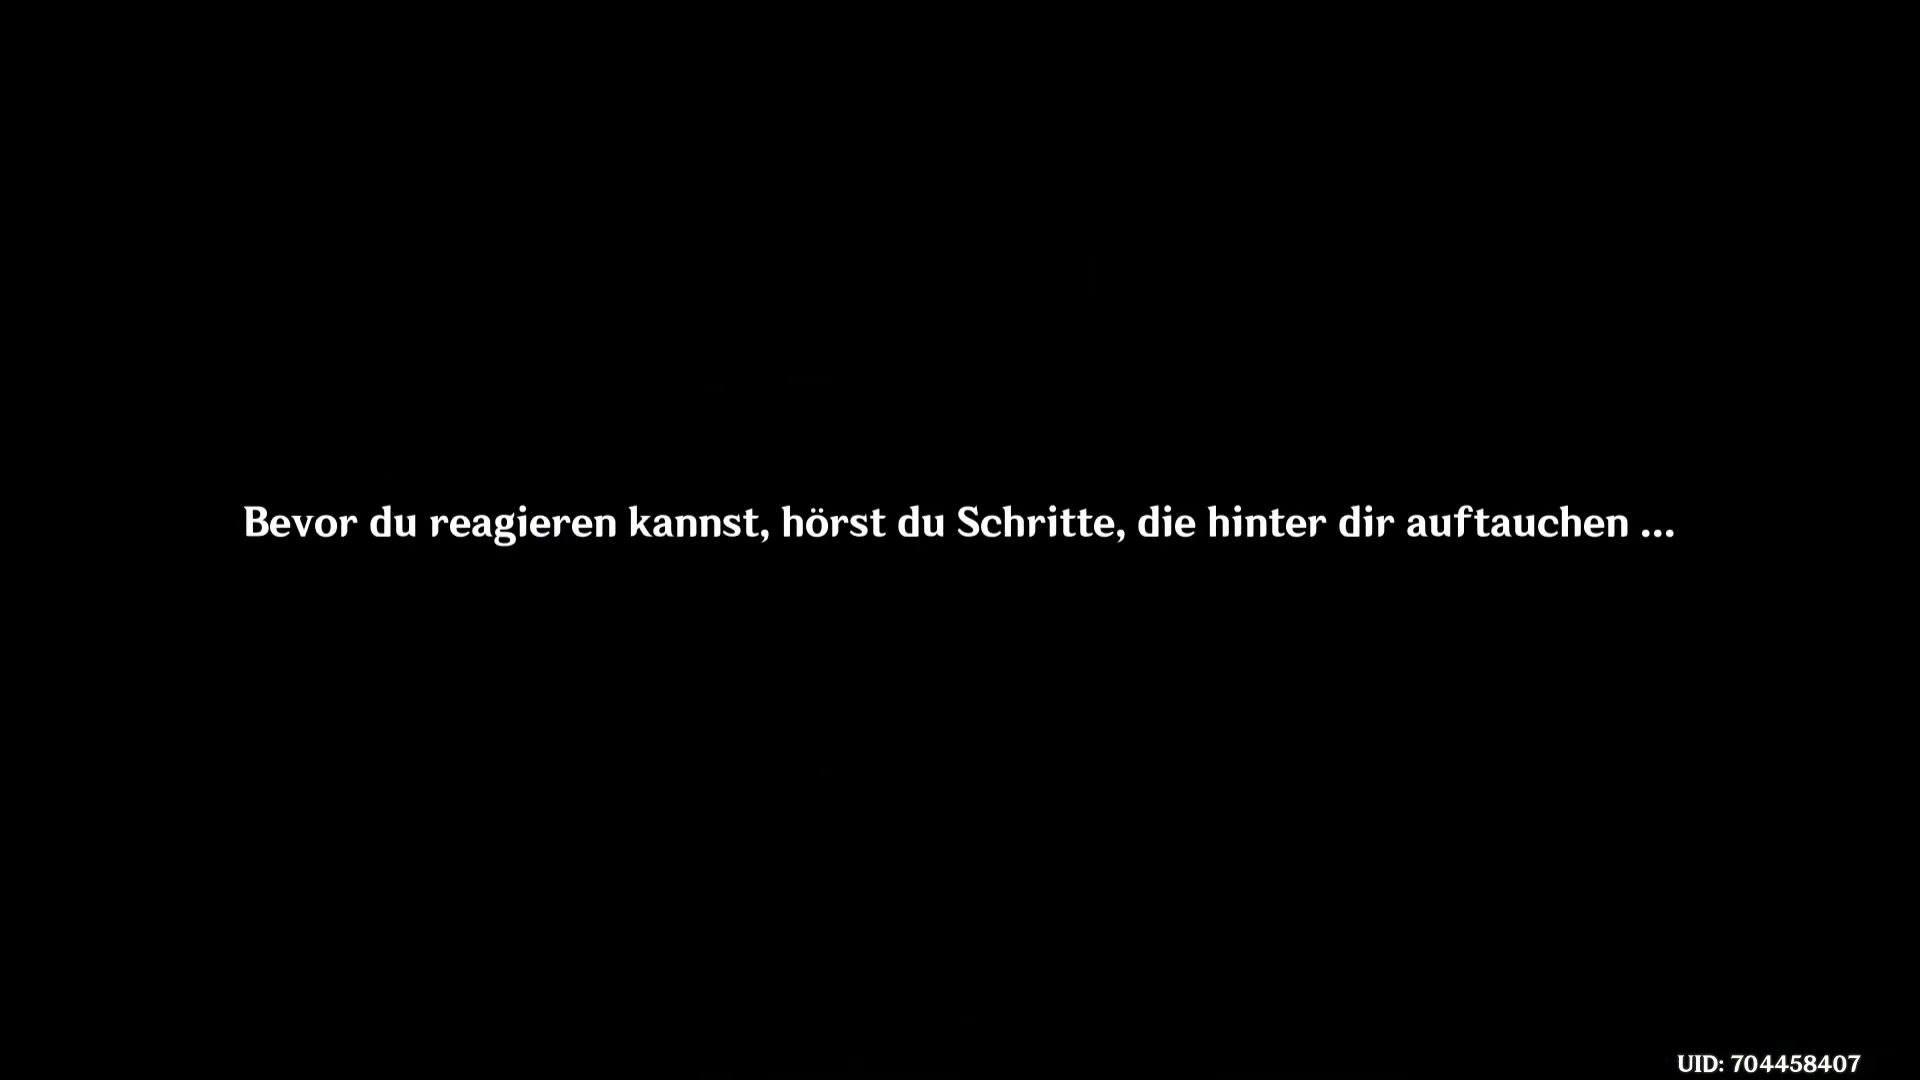 Bevor du reagieren kannst, hörst du Schritte, die hinter dir auftauchen ...
UID: 704458407